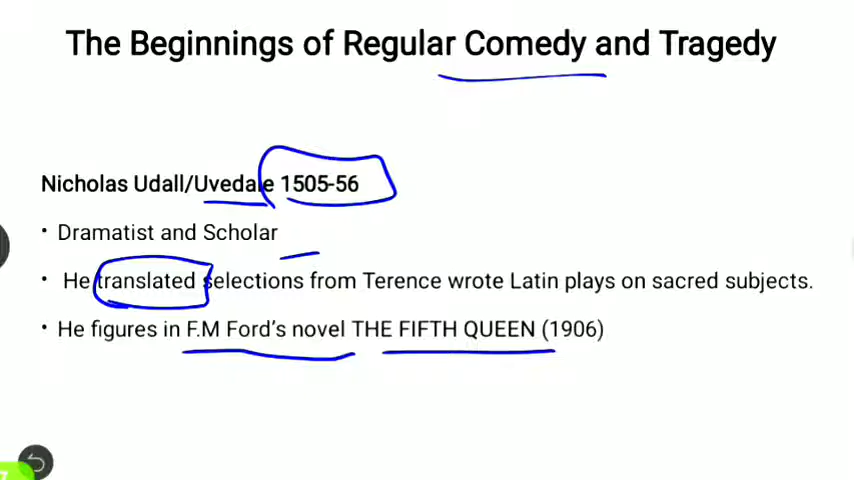 The Beginnings of Regular Comedy and Tragedy
Nicholas Udall/Uvedale 1505-56
• Dramatist and Scholar
• He translated selections from Terence wrote Latin plays on sacred subjects.
• He figures in F.M Ford's novel THE FIFTH QUEEN (1906)
7